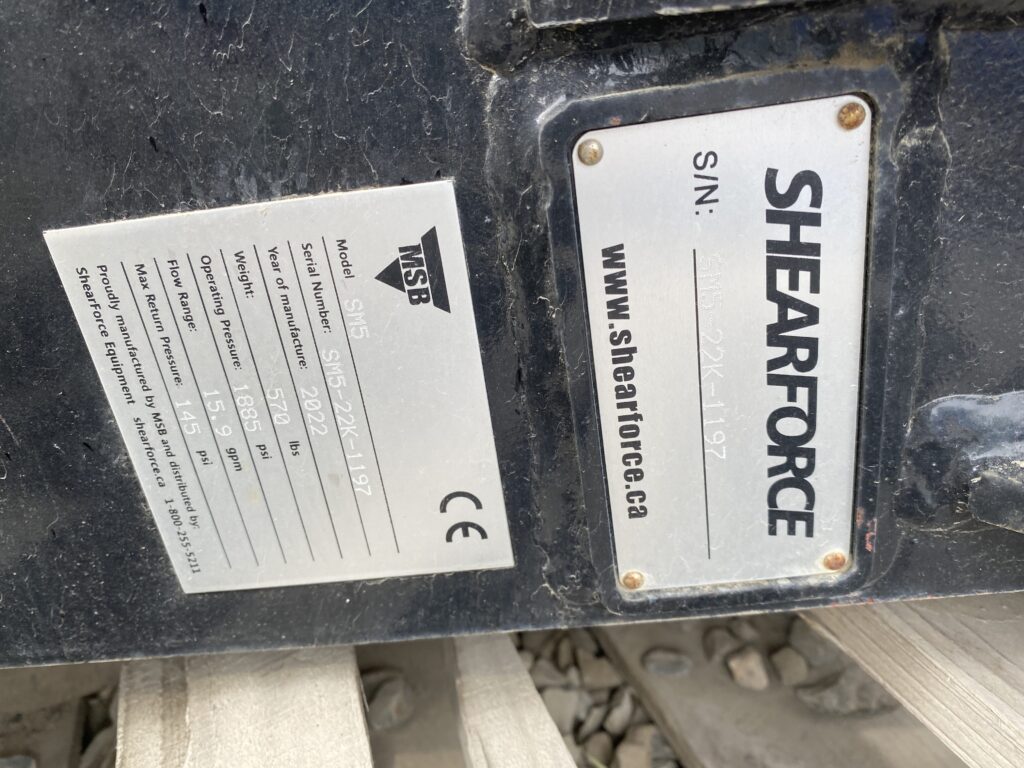 SHEARFORCE
S/N: SM5-22K-1197
www.shearforce.ca
MSB
CE
Model SM5
Serial Number: SM5-22K-1197
Year of manufacture: 2022
Weight: 570 lbs
Operating Pressure: 1885 psi
Flow Range: 15.9 gpm
Max Return Pressure: 145 psi
Proudly manufactured by MSB and distributed by:
ShearForce Equipment shearforce.ca 1-800-255-5211